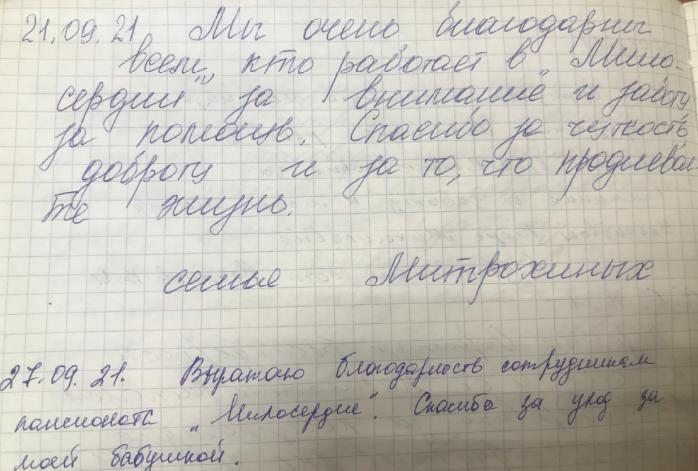 21.09.21 Мы очень благодарны
всем, кто работает в „Мило-
сердии" за внимание и заботу
за помощь. Спасибо за чуткость
доброту и за то, что продлевае
те жизнь.
семья Митрохиных
27.09.21. Выражаю благодарность сотрудникам
пансионата „Милосердие". Спасибо за уход за
моей бабушкой.